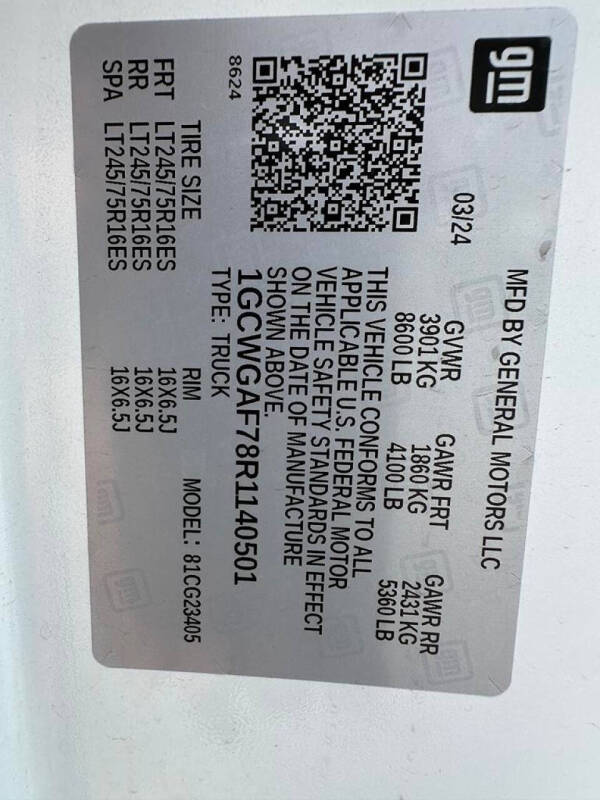 gm
MFD BY GENERAL MOTORS LLC
03/24
GVWR GAWR FRT GAWR RR
3901 KG 1860 KG 2431 KG
8600 LB 4100 LB 5360 LB
THIS VEHICLE CONFORMS TO ALL
APPLICABLE U.S. FEDERAL MOTOR
VEHICLE SAFETY STANDARDS IN EFFECT
ON THE DATE OF MANUFACTURE
SHOWN ABOVE.
1GCWGAF78R1140501
TYPE: TRUCK
8624
MODEL: 81CG23405
TIRE SIZE RIM
FRT LT245/75R16ES 16X6.5J
RR LT245/75R16ES 16X6.5J
SPA LT245/75R16ES 16X6.5J